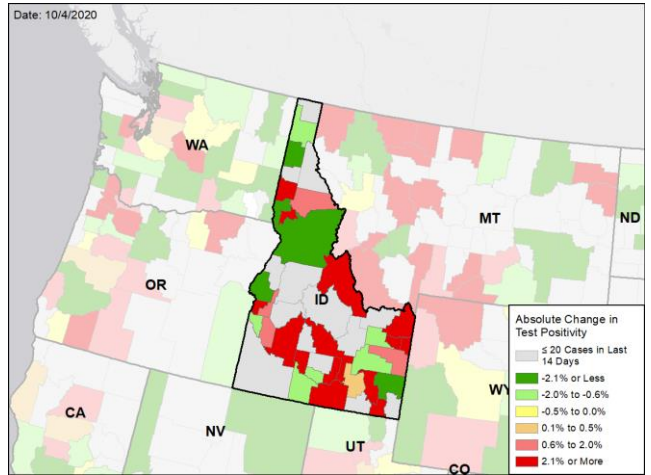 Date: 10/4/2020
WA
MT
ND
OR
ID
WY
CA
NV
UT
CO
Absolute Change in
Test Positivity
≤ 20 Cases in Last
14 Days
-2.1% or Less
-2.0% to -0.6%
-0.5% to 0.0%
0.1% to 0.5%
0.6% to 2.0%
2.1% or More